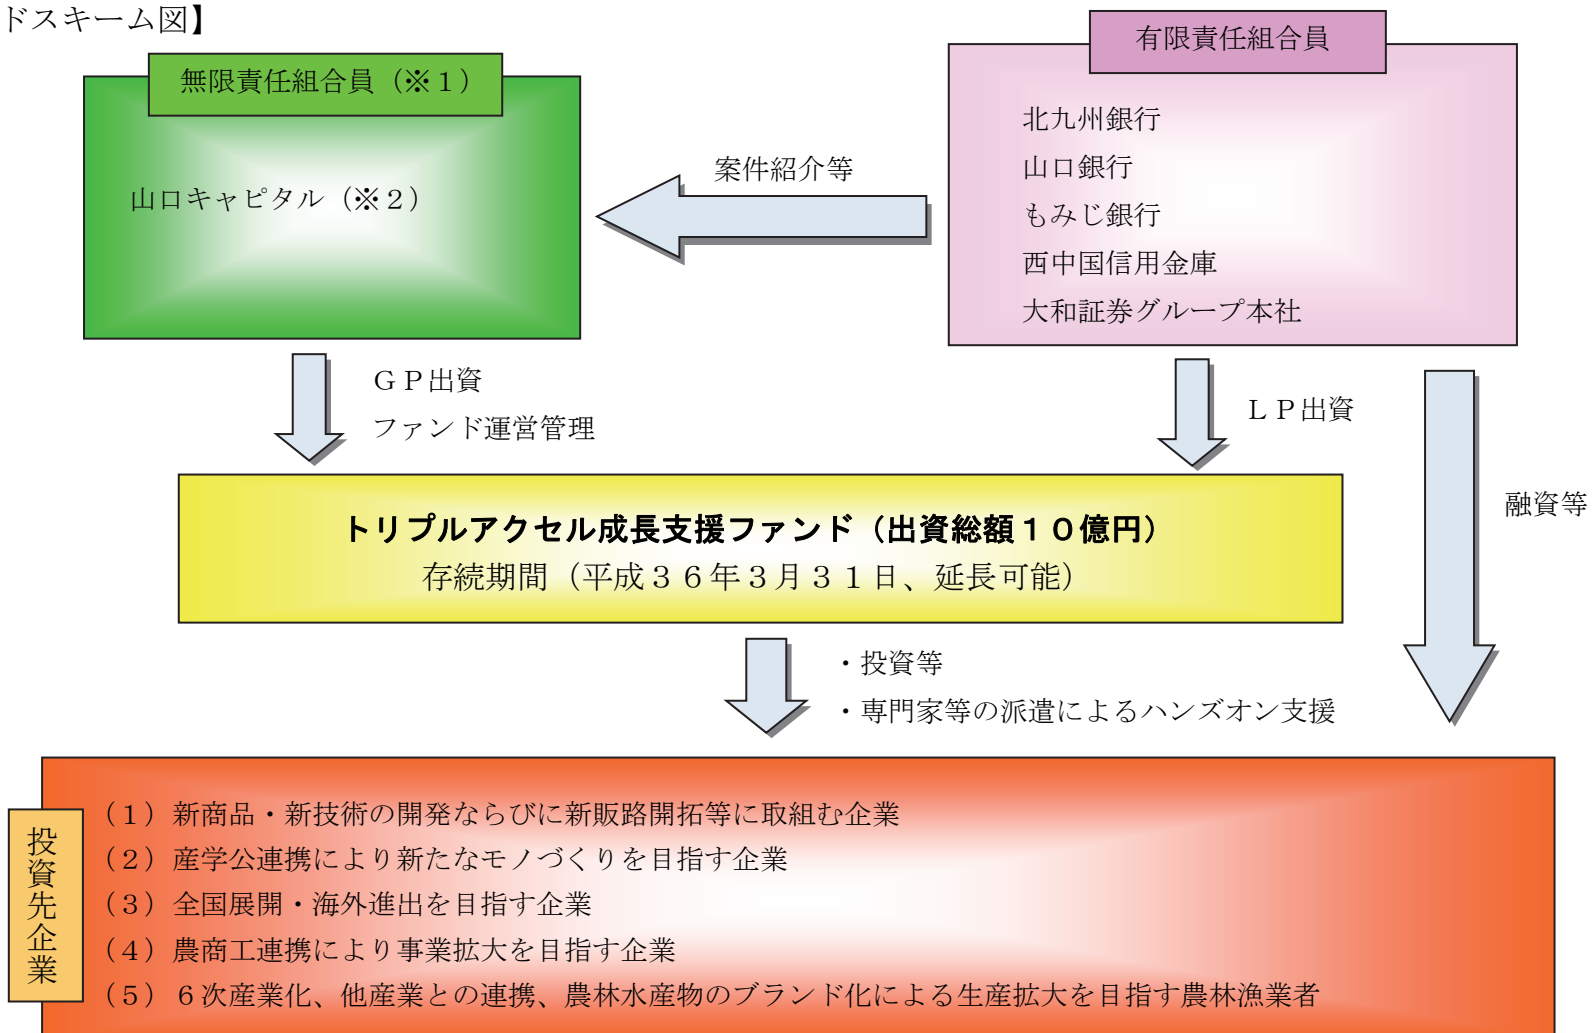 ドスキーム図】
無限責任組合員（※１）
山口キャピタル（※２）
案件紹介等
有限責任組合員
北九州銀行
山口銀行
もみじ銀行
西中国信用金庫
大和証券グループ本社
ＧＰ出資
ファンド運営管理
ＬＰ出資
融資等
トリプルアクセル成長支援ファンド（出資総額１０億円）
存続期間（平成３６年３月３１日、延長可能）
・投資等
・専門家等の派遣によるハンズオン支援
投資先企業
（１）新商品・新技術の開発ならびに新販路開拓等に取組む企業
（２）産学公連携により新たなモノづくりを目指す企業
（３）全国展開・海外進出を目指す企業
（４）農商工連携により事業拡大を目指す企業
（５）６次産業化、他産業との連携、農林水産物のブランド化による生産拡大を目指す農林漁業者